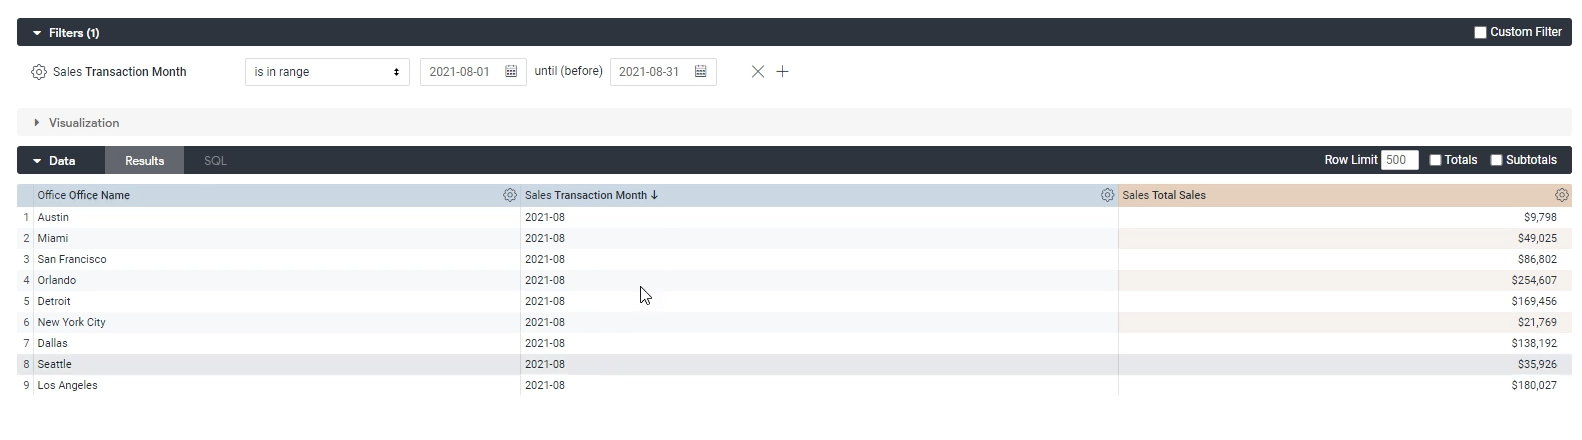 Filters (1) Custom Filter
Sales Transaction Month is in range 2021-08-01 until (before) 2021-08-31
Visualization
Data Results SQL Row Limit 500 Totals Subtotals
Office Office Name Sales Transaction Month ↓ Sales Total Sales
1 Austin 2021-08 $9,798
2 Miami 2021-08 $49,025
3 San Francisco 2021-08 $86,802
4 Orlando 2021-08 $254,607
5 Detroit 2021-08 $169,456
6 New York City 2021-08 $21,769
7 Dallas 2021-08 $138,192
8 Seattle 2021-08 $35,926
9 Los Angeles 2021-08 $180,027